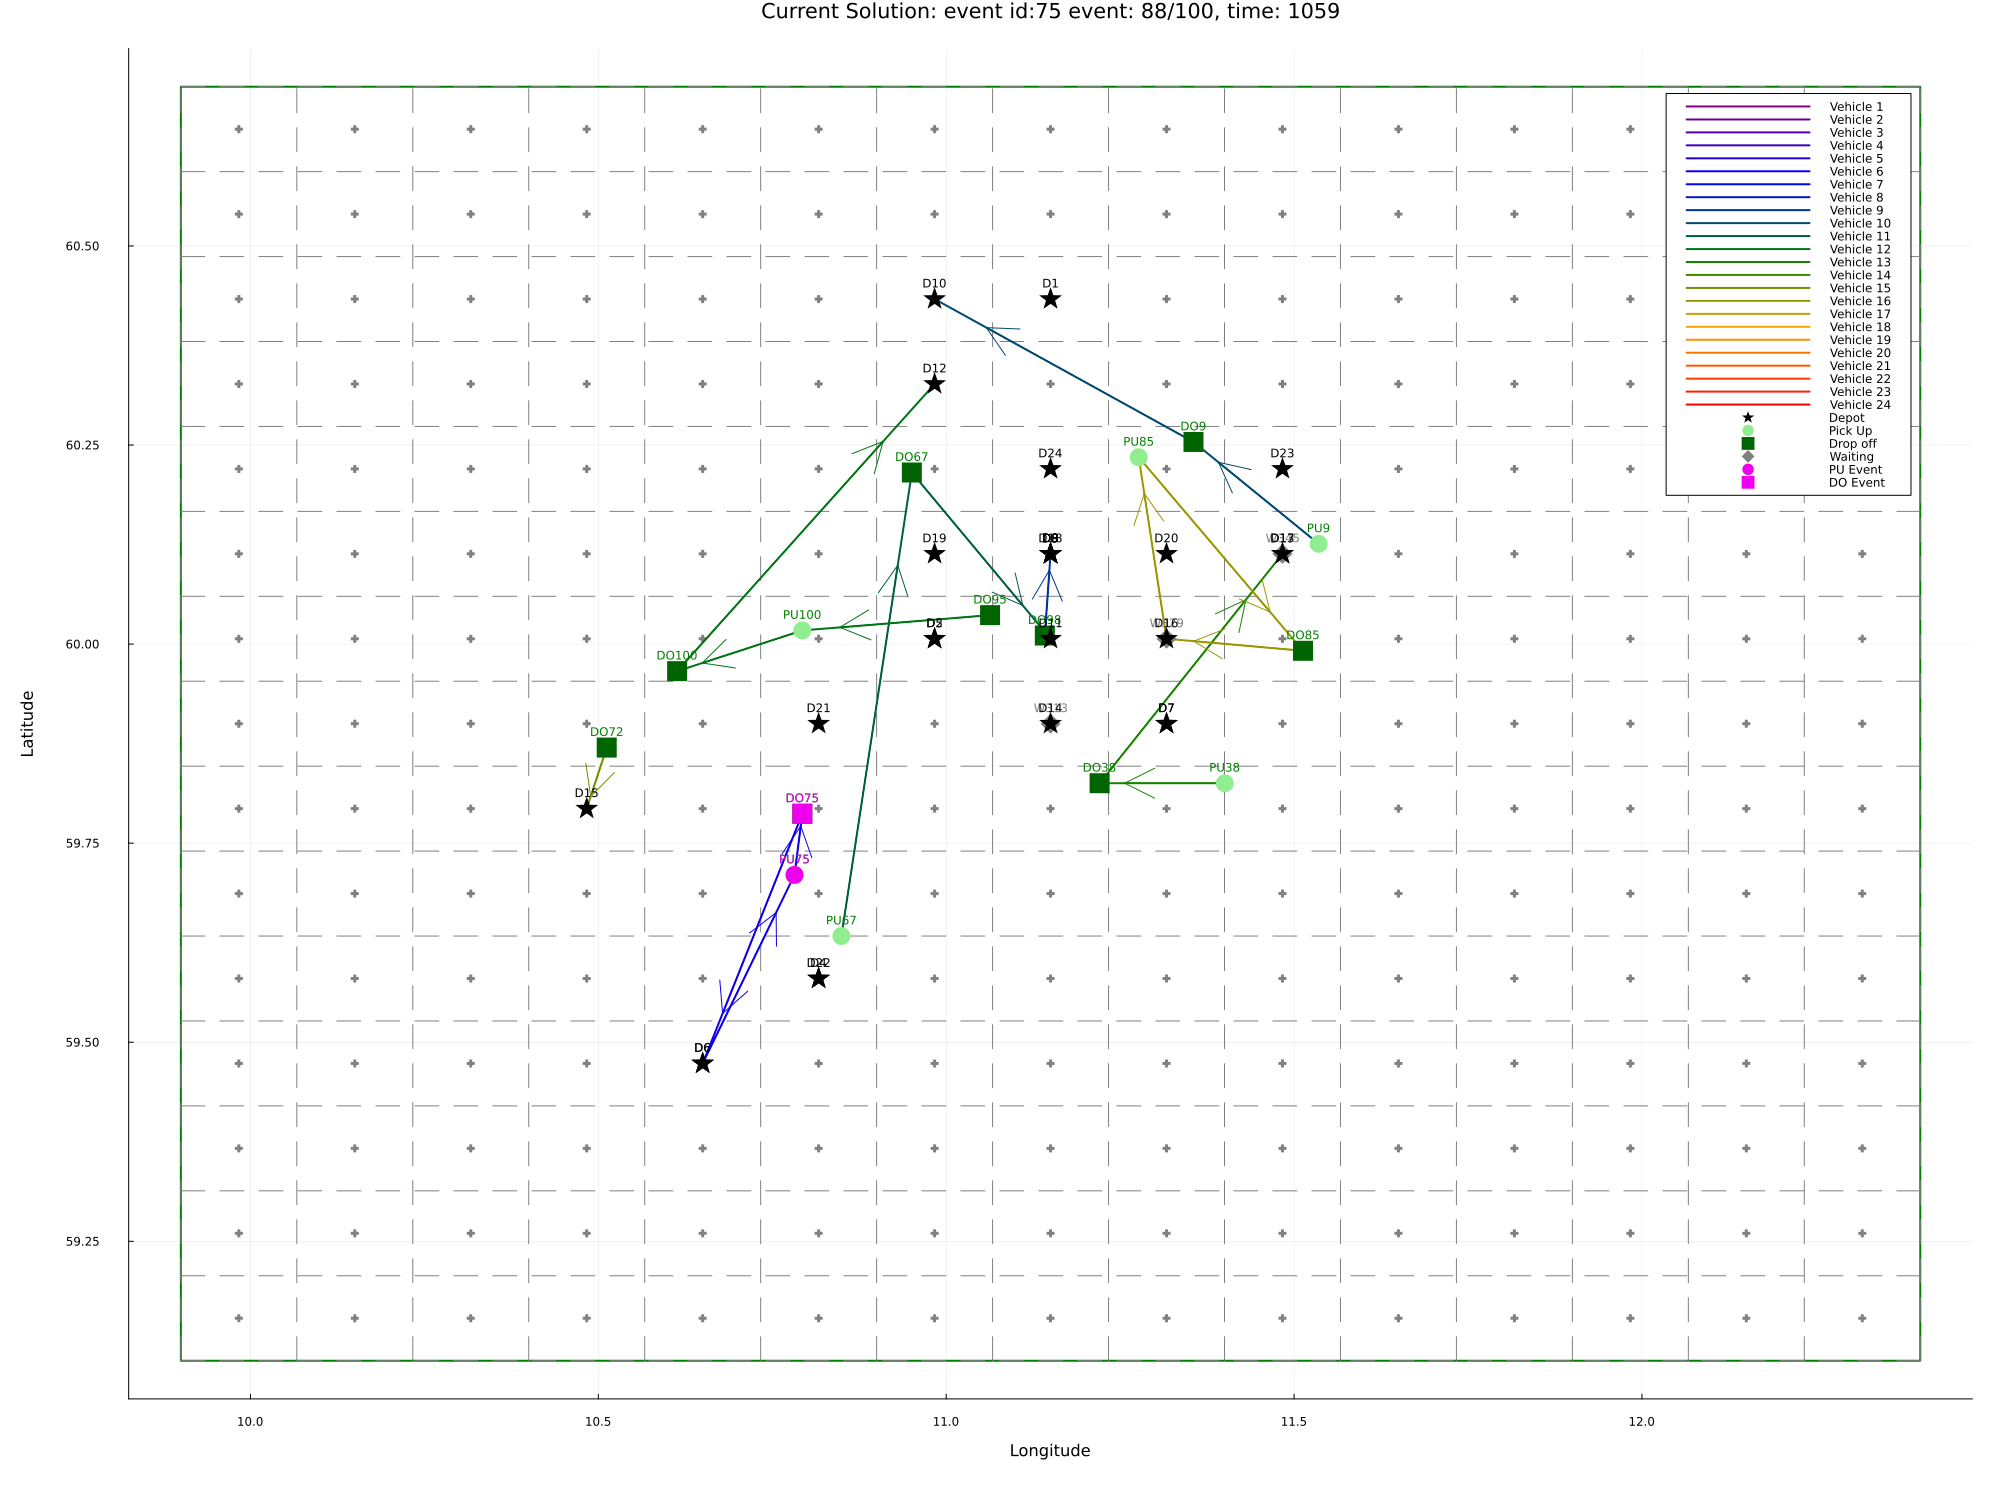 Current Solution: event id:75 event: 88/100, time: 1059
Vehicle 1
Vehicle 2
Vehicle 3
Vehicle 4
Vehicle 5
Vehicle 6
Vehicle 7
Vehicle 8
Vehicle 9
Vehicle 10
Vehicle 11
Vehicle 12
Vehicle 13
Vehicle 14
Vehicle 15
Vehicle 16
Vehicle 17
Vehicle 18
Vehicle 19
Vehicle 20
Vehicle 21
Vehicle 22
Vehicle 23
Vehicle 24
Depot
Pick Up
Drop off
Waiting
PU Event
DO Event
60.50
60.25
60.00
59.75
59.50
59.25
Latitude
D10
D1
D12
DO9
PU85
D24
D23
DO67
PU9
D19
D20
DO95
PU100
D11
D16
DO85
DO100
D21
D14
D7
DO72
DO38
PU38
D15
DO75
PU75
PU67
D22
D6
10.0
10.5
11.0
11.5
12.0
Longitude